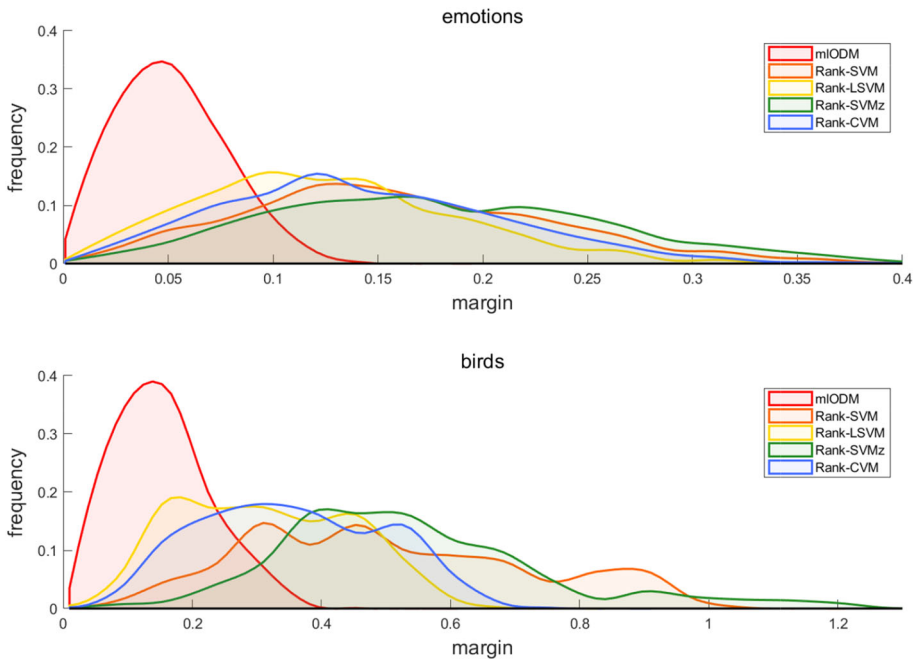 emotions
0.4
0.3
0.2
0.1
0
frequency
mlODM
Rank-SVM
Rank-LSVM
Rank-SVMz
Rank-CVM
0 0.05 0.1 0.15 0.2 0.25 0.3 0.35 0.4
margin
birds
0.4
0.3
0.2
0.1
0
frequency
mlODM
Rank-SVM
Rank-LSVM
Rank-SVMz
Rank-CVM
0 0.2 0.4 0.6 0.8 1 1.2
margin